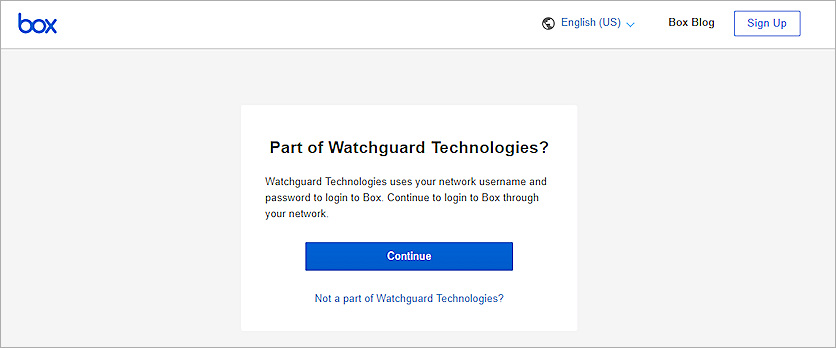 box
English (US)
Box Blog
Sign Up
Part of Watchguard Technologies?
Watchguard Technologies uses your network username and
password to login to Box. Continue to login to Box through
your network.
Continue
Not a part of Watchguard Technologies?